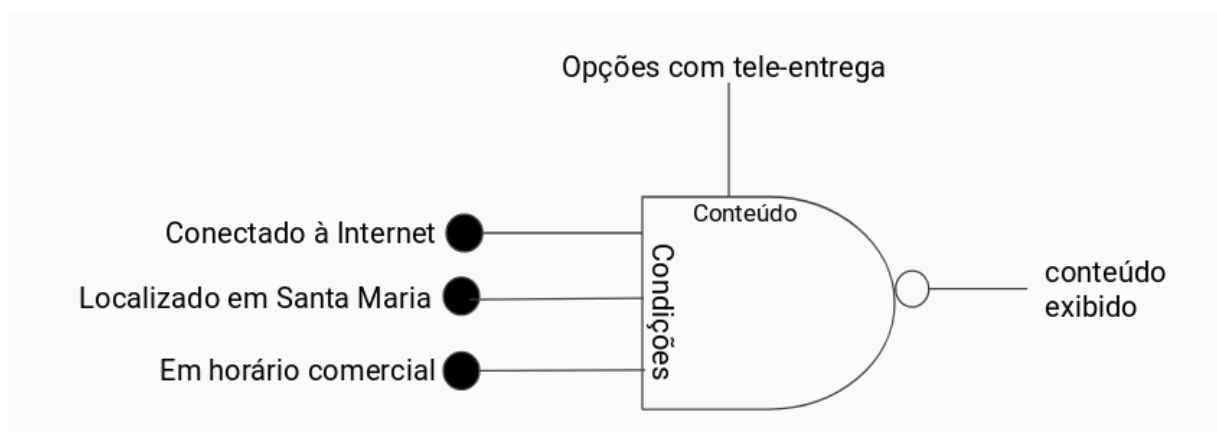 Opções com tele-entrega
Conteúdo
Conectado à Internet
Localizado em Santa Maria
Em horário comercial
Condições
conteúdo
exibido